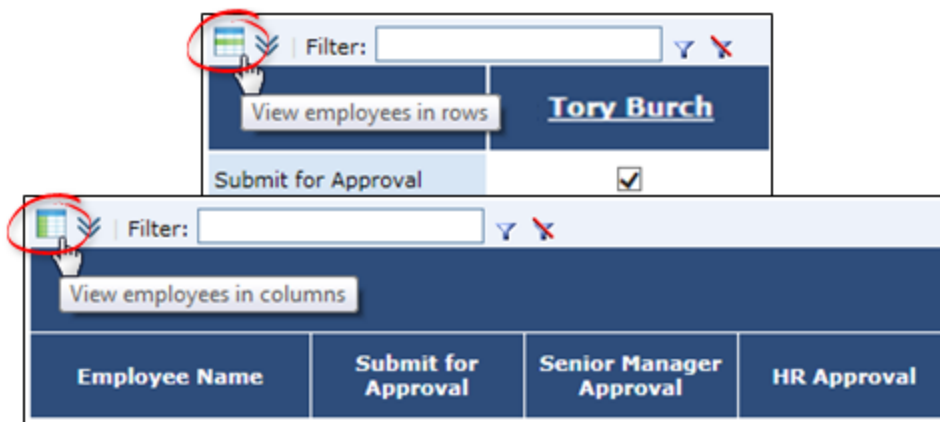 Filter:
View employees in rows
Tory Burch
Submit for Approval
Filter:
View employees in columns
Employee Name
Submit for
Approval
Senior Manager
Approval
HR Approval